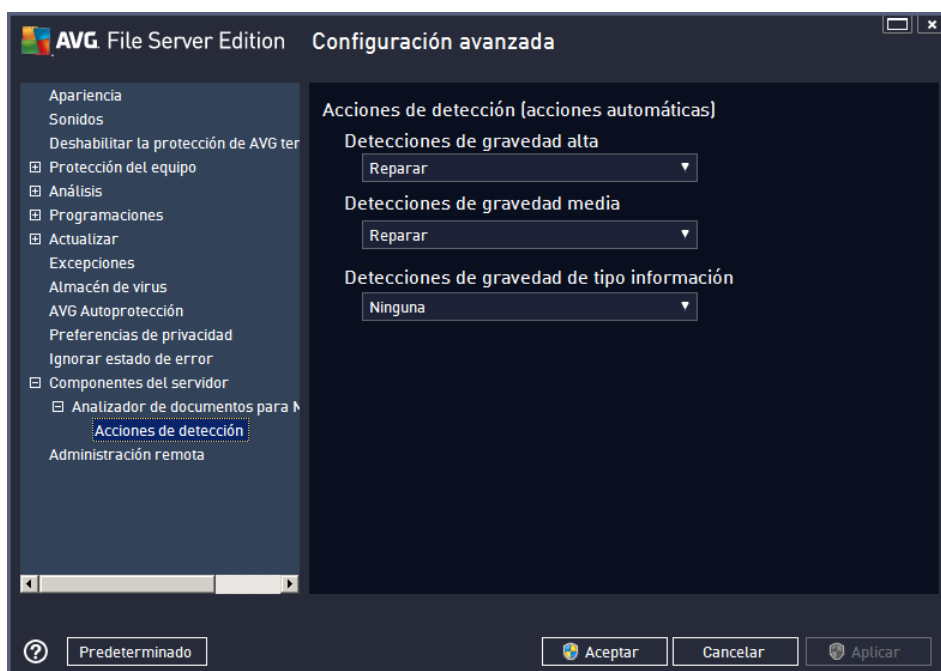 AVG. File Server Edition Configuración avanzada
Apariencia
Sonidos
Deshabilitar la protección de AVG ter
Protección del equipo
Análisis
Programaciones
Actualizar
Excepciones
Almacén de virus
AVG Autoprotección
Preferencias de privacidad
Ignorar estado de error
Componentes del servidor
Analizador de documentos para M
Acciones de detección
Administración remota
Acciones de detección (acciones automáticas)
Detecciones de gravedad alta
Reparar
Detecciones de gravedad media
Reparar
Detecciones de gravedad de tipo información
Ninguna
Predeterminado
Aceptar
Cancelar
Aplicar